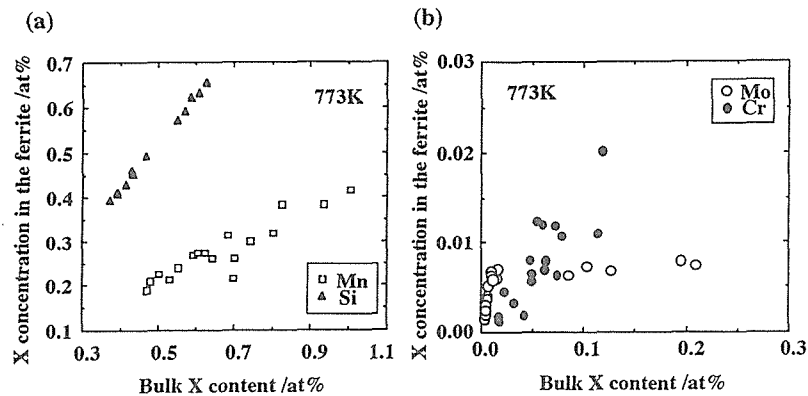 (a)
X concentration in the ferrite /at%
0.7
0.6
0.5
0.4
0.3
0.2
0.1
773K
Mn
Si
0.3
0.5
0.7
0.9
1.1
Bulk X content /at%
(b)
X concentration in the ferrite /at%
0.03
0.02
0.01
0.00
773K
Mo
Cr
0.0
0.1
0.2
0.3
Bulk X content /at%